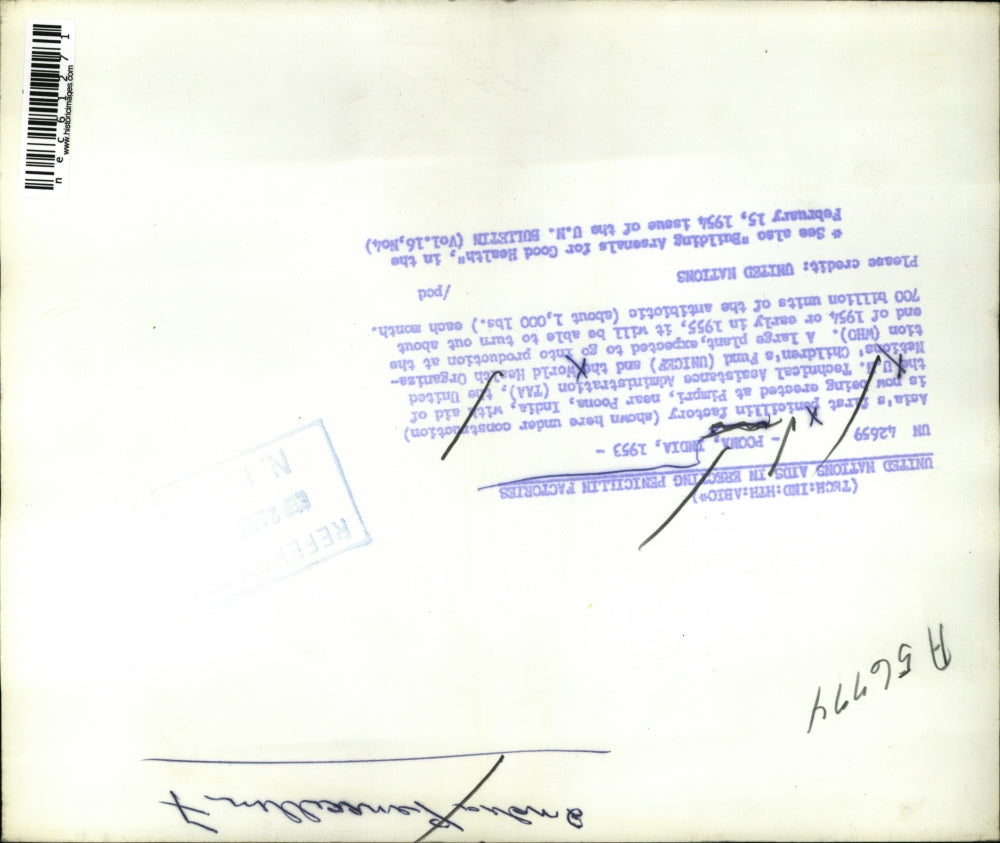 (TECH:IND:HTH:ABIO*)
UNITED NATIONS AIDS IN ERECTING PENICILLIN FACTORIES
UN 42659 - POONA, INDIA, 1953 -
Asia's first penicillin factory (shown here under construction)
is now being erected at Pimpri, near Poona, India, with aid of
the U.N. Technical Assistance Administration (TAA), the United
Nations' Children's Fund (UNICEF) and the World Health Organiza-
tion (WHO). A large plant, expected to go into production at the
end of 1954 or early in 1955, it will be able to turn out about
700 billion units of the antibiotic (about 1,000 lbs.) each month.
/pcd
Please credit: UNITED NATIONS
* See also "Building Arsenals for Good Health", in the
February 15, 1954 issue of the U.N. BULLETIN (Vol.16,No4)
A 56774
REFERENCE
SEP 28
N.
www.historicimages.com
nec61271